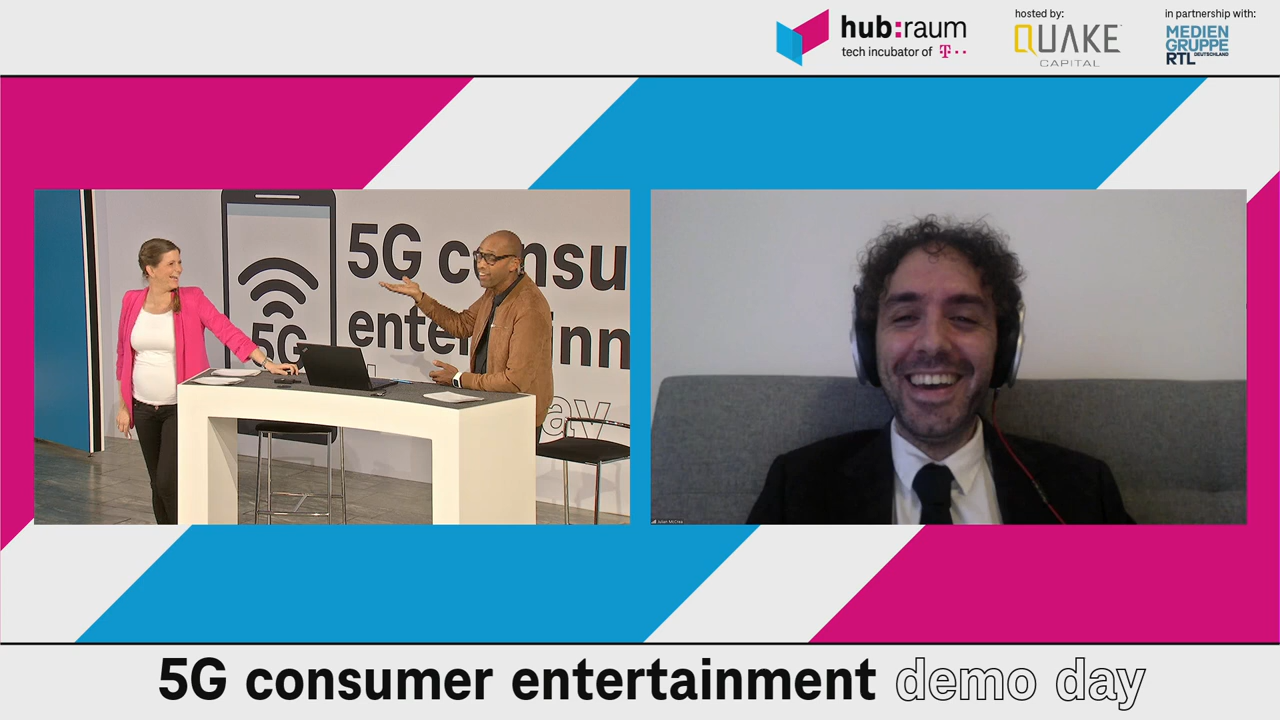 hub:raum
tech incubator of T··
hosted by:
QUAKE
CAPITAL
in partnership with:
MEDIEN
GRUPPE
DEUTSCHLAND
RTL
5G consu
5G
ay
5G consumer entertainment demo day